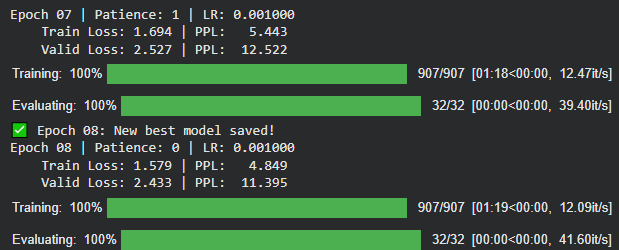 Epoch 07 | Patience: 1 | LR: 0.001000
Train Loss: 1.694 | PPL: 5.443
Valid Loss: 2.527 | PPL: 12.522
Training: 100% 907/907 [01:18<00:00, 12.47it/s]
Evaluating: 100% 32/32 [00:00<00:00, 39.40it/s]
✅ Epoch 08: New best model saved!
Epoch 08 | Patience: 0 | LR: 0.001000
Train Loss: 1.579 | PPL: 4.849
Valid Loss: 2.433 | PPL: 11.395
Training: 100% 907/907 [01:19<00:00, 12.09it/s]
Evaluating: 100% 32/32 [00:00<00:00, 41.60it/s]